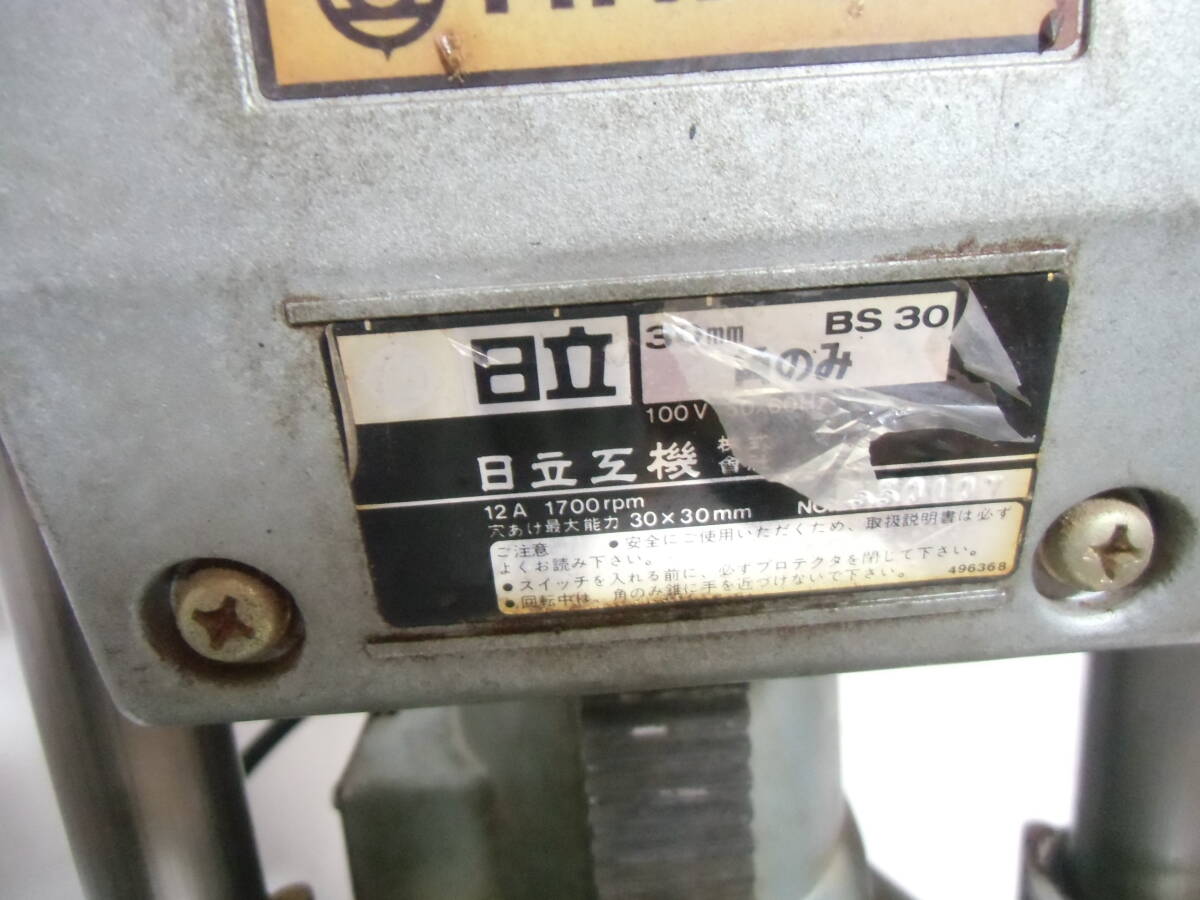 日立
30mm BS 30
角のみ
100V 50/60Hz
日立工機
12A 1700rpm
穴あけ最大能力 30×30mm NO.
ご注意 ●安全にご使用いただくため、取扱説明書は必ず
よくお読み下さい。
●スイッチを入れる前に、必ずプロテクタを閉じて下さい。
●回転中は、角のみ錐に手を近づけないで下さい。 496368